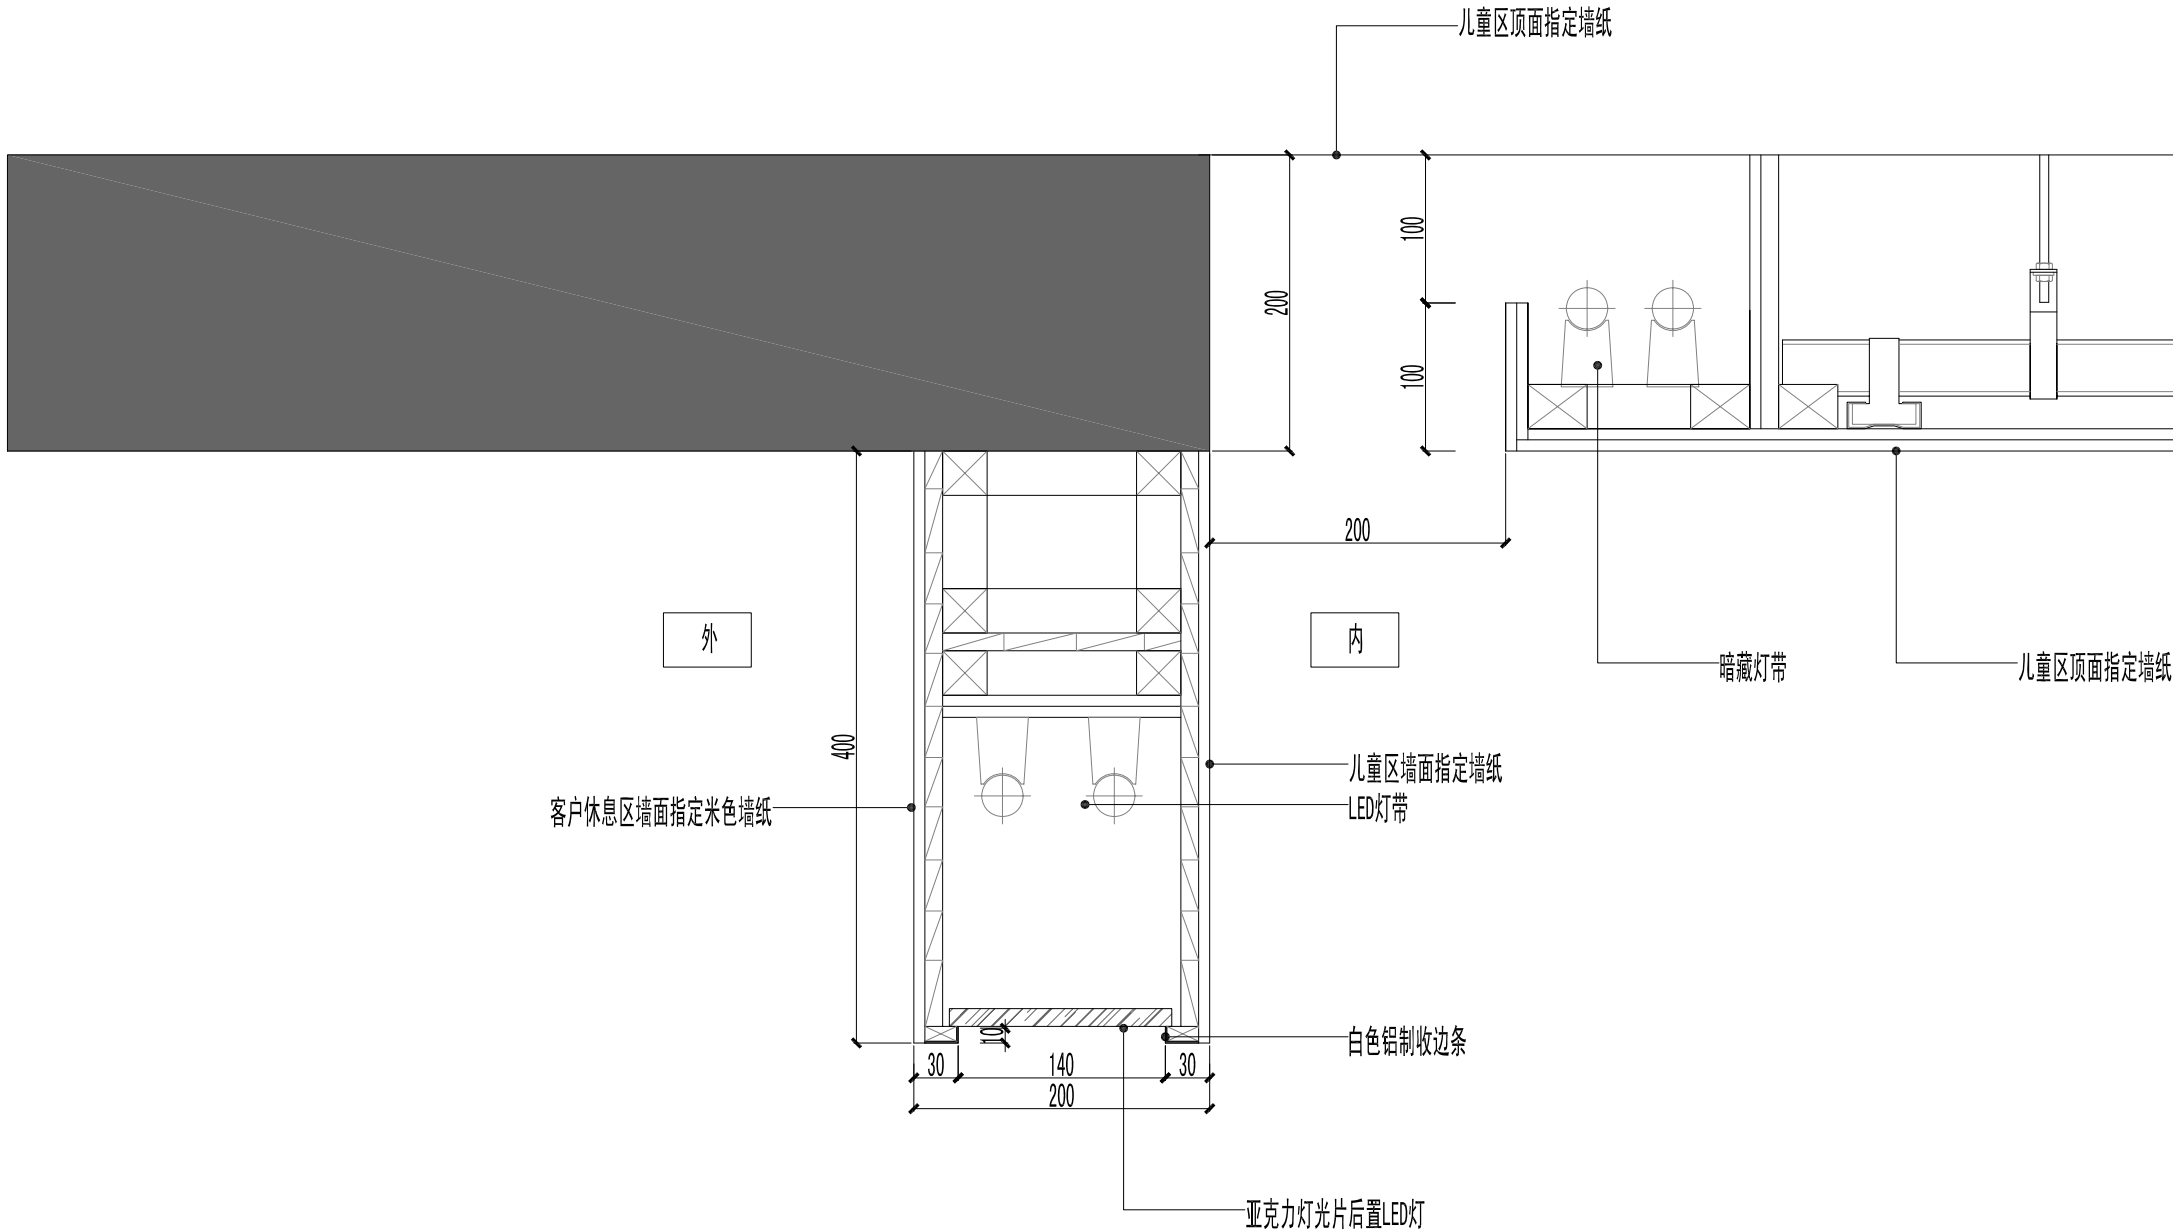 儿童区顶面指定墙纸
100
200
100
200
外
内
暗藏灯带
儿童区顶面指定墙纸
400
儿童区墙面指定墙纸
客户休息区墙面指定米色墙纸
LED灯带
10
白色铝制收边条
30
140
30
200
亚克力灯光片后置LED灯